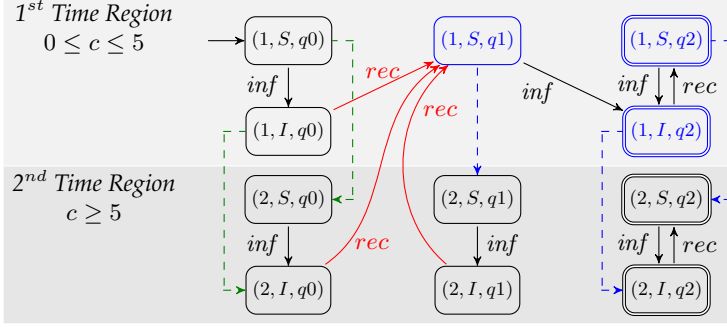 1st Time Region
0 ≤ c ≤ 5
(1, S, q0)
(1, S, q1)
(1, S, q2)
inf
rec
rec
inf
inf
rec
(1, I, q0)
(1, I, q2)
2nd Time Region
c ≥ 5
(2, S, q0)
(2, S, q1)
(2, S, q2)
inf
rec
inf
inf
rec
(2, I, q0)
(2, I, q1)
(2, I, q2)